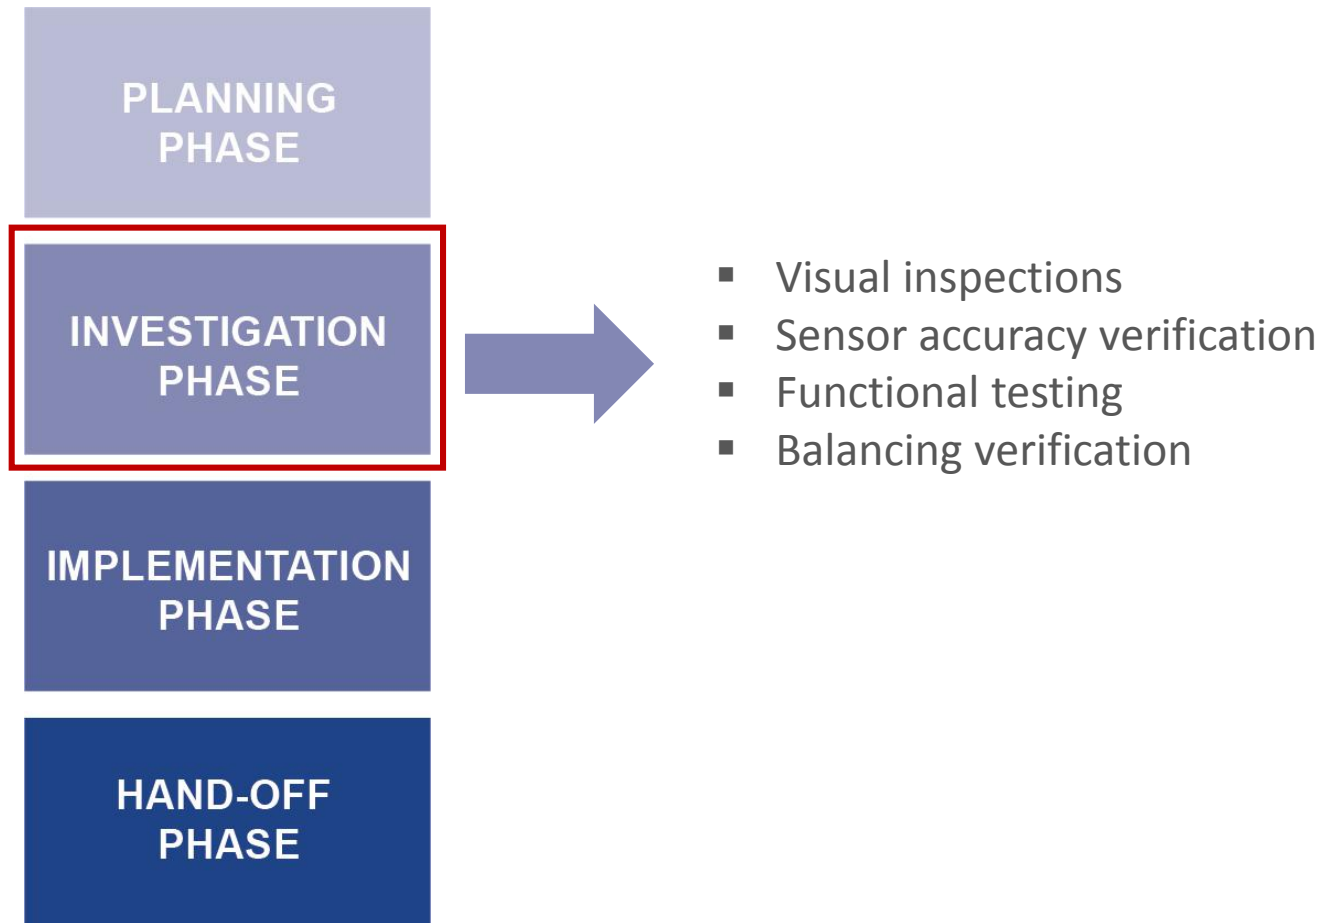 PLANNING
PHASE
INVESTIGATION
PHASE
▪ Visual inspections
▪ Sensor accuracy verification
▪ Functional testing
▪ Balancing verification
IMPLEMENTATION
PHASE
HAND-OFF
PHASE